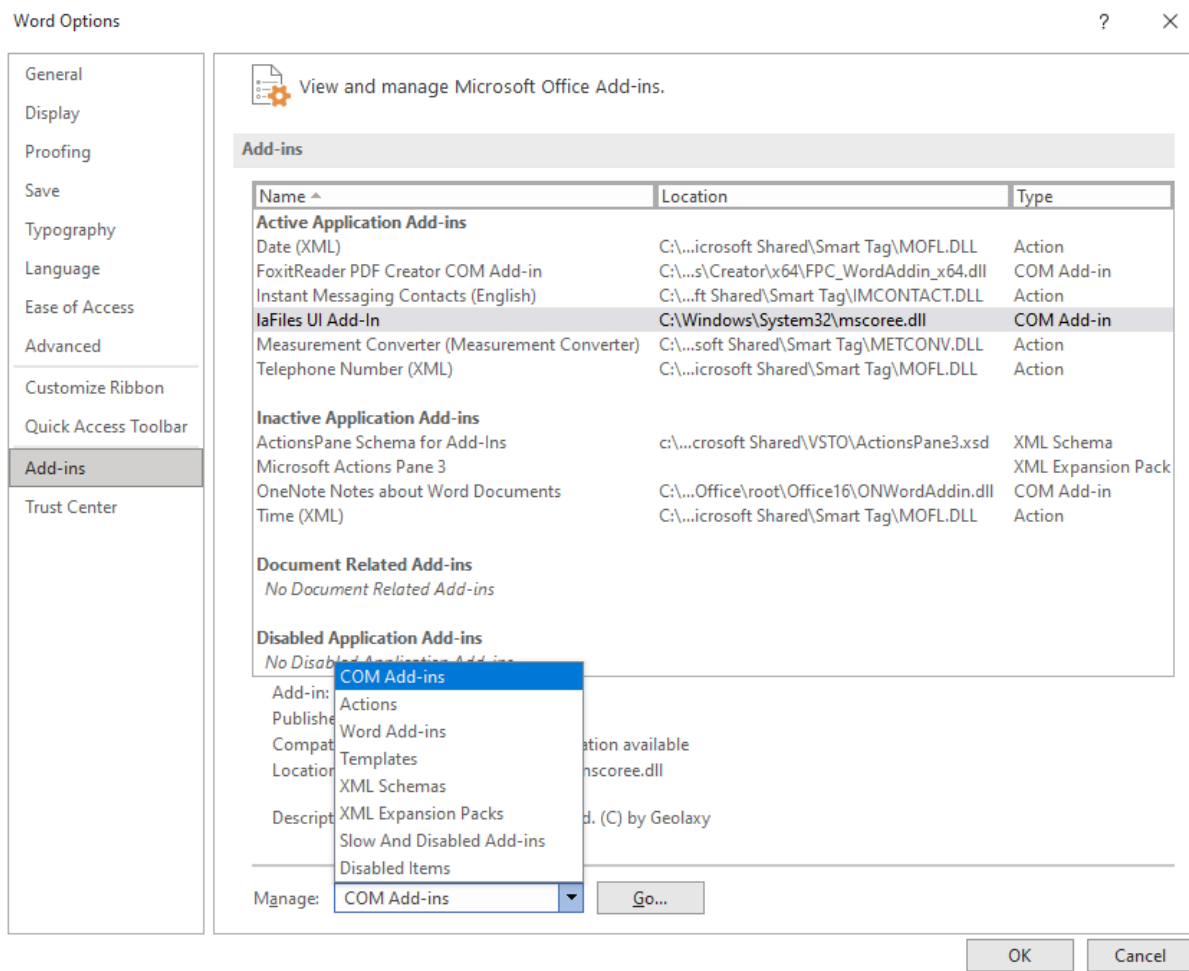 Word Options
?
General
Display
Proofing
Save
Typography
Language
Ease of Access
Advanced
Customize Ribbon
Quick Access Toolbar
Add-ins
Trust Center
View and manage Microsoft Office Add-ins.
Add-ins
Name Location Type
Active Application Add-ins
Date (XML) C:\...icrosoft Shared\Smart Tag\MOFL.DLL Action
FoxitReader PDF Creator COM Add-in C:\...s\Creator\x64\FPC_WordAddin_x64.dll COM Add-in
Instant Messaging Contacts (English) C:\...ft Shared\Smart Tag\IMCONTACT.DLL Action
IaFiles UI Add-In C:\Windows\System32\mscoree.dll COM Add-in
Measurement Converter (Measurement Converter) C:\...soft Shared\Smart Tag\METCONV.DLL Action
Telephone Number (XML) C:\...icrosoft Shared\Smart Tag\MOFL.DLL Action
Inactive Application Add-ins
ActionsPane Schema for Add-Ins c:\...crosoft Shared\VSTO\ActionsPane3.xsd XML Schema
Microsoft Actions Pane 3 XML Expansion Pack
OneNote Notes about Word Documents C:\...Office\root\Office16\ONWordAddin.dll COM Add-in
Time (XML) C:\...icrosoft Shared\Smart Tag\MOFL.DLL Action
Document Related Add-ins
No Document Related Add-ins
Disabled Application Add-ins
No
Add-in:
Publishe
Compat ation available
Location nscoree.dll
Descript d. (C) by Geolaxy
COM Add-ins
Actions
Word Add-ins
Templates
XML Schemas
XML Expansion Packs
Slow And Disabled Add-ins
Disabled Items
Manage: COM Add-ins Go...
OK Cancel